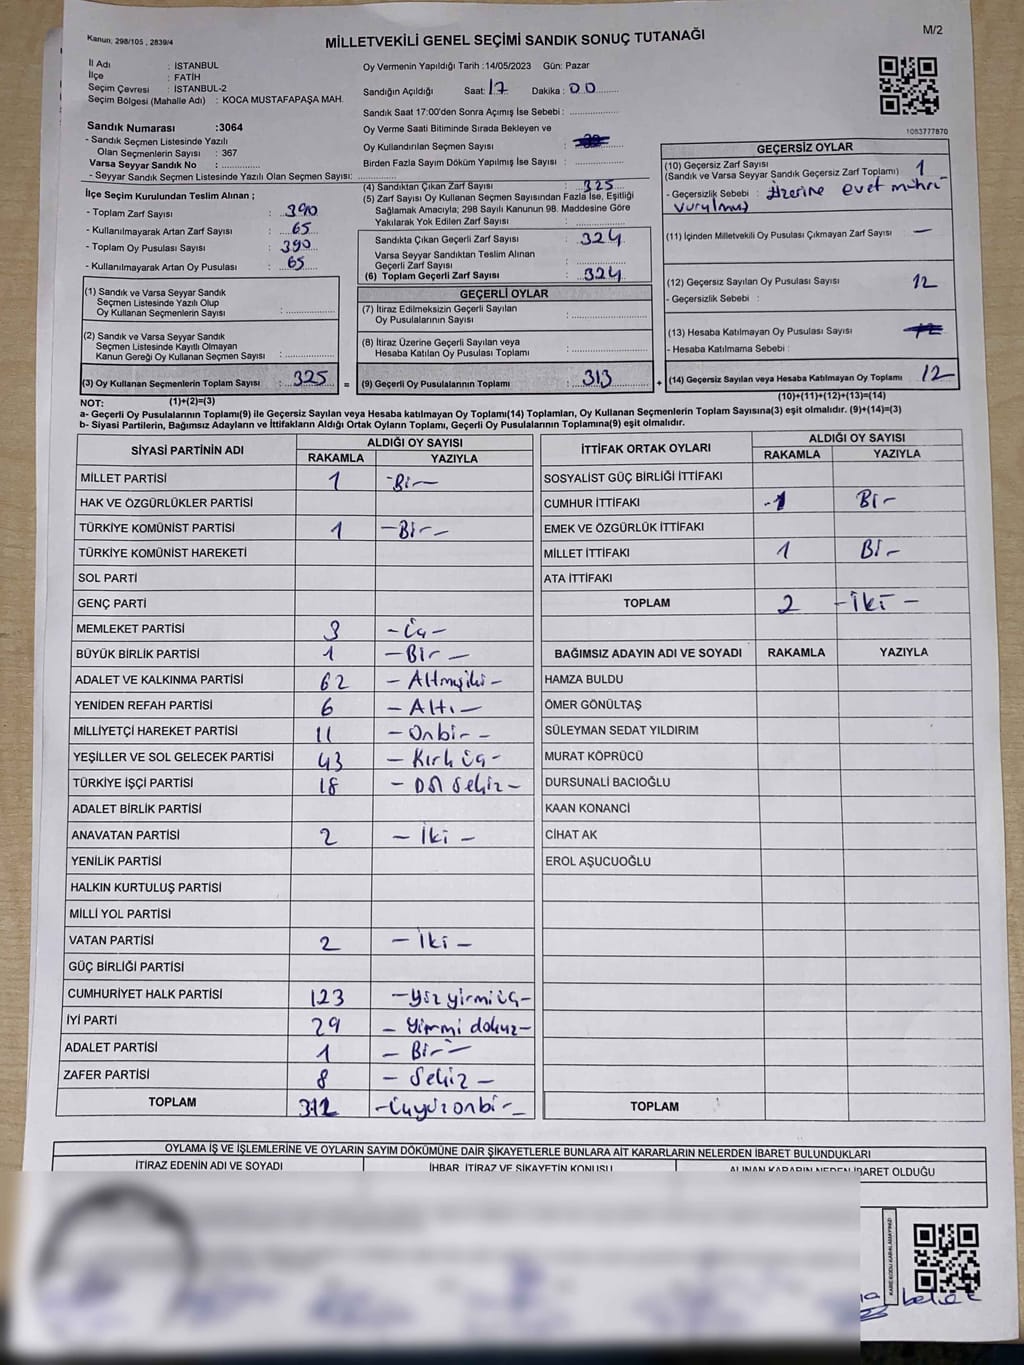 Kanun; 298/105 , 2839/4
MİLLETVEKİLİ GENEL SEÇİMİ SANDIK SONUÇ TUTANAĞI
M/2
İl Adı : İSTANBUL
İlçe : FATİH
Seçim Çevresi : İSTANBUL-2
Seçim Bölgesi (Mahalle Adı) : KOCA MUSTAFAPAŞA MAH.
Sandık Numarası :3064
- Sandık Seçmen Listesinde Yazılı
Olan Seçmenlerin Sayısı : 367
Varsa Seyyar Sandık No : ..............
- Seyyar Sandık Seçmen Listesinde Yazılı Olan Seçmen Sayısı: ..............
İlçe Seçim Kurulundan Teslim Alınan ;
- Toplam Zarf Sayısı : 390
- Kullanılmayarak Artan Zarf Sayısı : 65
- Toplam Oy Pusulası Sayısı : 390
- Kullanılmayarak Artan Oy Pusulası : 65
(1) Sandık ve Varsa Seyyar Sandık
Seçmen Listesinde Yazılı Olup
Oy Kullanan Seçmenlerin Sayısı : ..............
(2) Sandık ve Varsa Seyyar Sandık
Seçmen Listesinde Kayıtlı Olmayan
Kanun Gereği Oy Kullanan Seçmen Sayısı : ..............
(3) Oy Kullanan Seçmenlerin Toplam Sayısı : 325 =
(1)+(2)=(3)
Oy Vermenin Yapıldığı Tarih :14/05/2023 Gün: Pazar
Sandığın Açıldığı Saat: 17 Dakika : 00
Sandık Saat 17:00'den Sonra Açımış İse Sebebi : ..............
Oy Verme Saati Bitiminde Sırada Bekleyen ve
Oy Kullandırılan Seçmen Sayısı :
Birden Fazla Sayım Döküm Yapılmış İse Sayısı : ..............
(4) Sandıktan Çıkan Zarf Sayısı : 325
(5) Zarf Sayısı Oy Kullanan Seçmen Sayısından Fazla İse, Eşitliği
Sağlamak Amacıyla; 298 Sayılı Kanunun 98. Maddesine Göre
Yakılarak Yok Edilen Zarf Sayısı : ..............
Sandıkta Çıkan Geçerli Zarf Sayısı : 324
Varsa Seyyar Sandıktan Teslim Alınan
Geçerli Zarf Sayısı : ..............
(6) Toplam Geçerli Zarf Sayısı : 324
GEÇERLİ OYLAR
(7) İtiraz Edilmeksizin Geçerli Sayılan
Oy Pusulalarının Sayısı : ..............
(8) İtiraz Üzerine Geçerli Sayılan veya
Hesaba Katılan Oy Pusulası Toplamı : ..............
(9) Geçerli Oy Pusulalarının Toplamı : 313 +
1083777870
GEÇERSİZ OYLAR
(10) Geçersiz Zarf Sayısı
(Sandık ve Varsa Seyyar Sandık Geçersiz Zarf Toplamı) : 1
- Geçersizlik Sebebi : üzerine evet mührü
vurulmuş
(11) İçinden Milletvekili Oy Pusulası Çıkmayan Zarf Sayısı : —
(12) Geçersiz Sayılan Oy Pusulası Sayısı : 12
- Geçersizlik Sebebi :
(13) Hesaba Katılmayan Oy Pusulası Sayısı :
- Hesaba Katılmama Sebebi :
(14) Geçersiz Sayılan veya Hesaba Katılmayan Oy Toplamı : 12
(10)+(11)+(12)+(13)=(14)
NOT:
a- Geçerli Oy Pusulalarının Toplamı(9) ile Geçersiz Sayılan veya Hesaba katılmayan Oy Toplamı(14) Toplamları, Oy Kullanan Seçmenlerin Toplam Sayısına(3) eşit olmalıdır. (9)+(14)=(3)
b- Siyasi Partilerin, Bağımsız Adayların ve İttifakların Aldığı Ortak Oyların Toplamı, Geçerli Oy Pusulalarının Toplamına(9) eşit olmalıdır.
SİYASİ PARTİNİN ADI ALDIĞI OY SAYISI
RAKAMLA YAZIYLA
MİLLET PARTİSİ 1 -Bir-
HAK VE ÖZGÜRLÜKLER PARTİSİ
TÜRKİYE KOMÜNİST PARTİSİ 1 -Bir-
TÜRKİYE KOMÜNİST HAREKETİ
SOL PARTİ
GENÇ PARTİ
MEMLEKET PARTİSİ 3 -üç-
BÜYÜK BİRLİK PARTİSİ 1 -Bir-
ADALET VE KALKINMA PARTİSİ 62 - Altmışiki-
YENİDEN REFAH PARTİSİ 6 - Altı -
MİLLİYETÇİ HAREKET PARTİSİ 11 - Onbir -
YEŞİLLER VE SOL GELECEK PARTİSİ 43 - Kırk üç-
TÜRKİYE İŞÇİ PARTİSİ 18 - On Sekiz -
ADALET BİRLİK PARTİSİ
ANAVATAN PARTİSİ 2 - İki -
YENİLİK PARTİSİ
HALKIN KURTULUŞ PARTİSİ
MİLLİ YOL PARTİSİ
VATAN PARTİSİ 2 - İki -
GÜÇ BİRLİĞİ PARTİSİ
CUMHURİYET HALK PARTİSİ 123 -Yüz yirmi üç-
İYİ PARTİ 29 - Yirmi dokuz-
ADALET PARTİSİ 1 - Bir -
ZAFER PARTİSİ 8 - Sekiz -
TOPLAM 312 -üçyüzonbir-
İTTİFAK ORTAK OYLARI ALDIĞI OY SAYISI
RAKAMLA YAZIYLA
SOSYALİST GÜÇ BİRLİĞİ İTTİFAKI
CUMHUR İTTİFAKI -1 Bir
EMEK VE ÖZGÜRLÜK İTTİFAKI
MİLLET İTTİFAKI 1 Bir
ATA İTTİFAKI
TOPLAM 2 -İki -
BAĞIMSIZ ADAYIN ADI VE SOYADI RAKAMLA YAZIYLA
HAMZA BULDU
ÖMER GÖNÜLTAŞ
SÜLEYMAN SEDAT YILDIRIM
MURAT KÖPRÜCÜ
DURSUNALİ BACIOĞLU
KAAN KONANCİ
CİHAT AK
EROL AŞUCUOĞLU
TOPLAM
OYLAMA İŞ VE İŞLEMLERİNE VE OYLARIN SAYIM DÖKÜMÜNE DAİR ŞİKAYETLERLE BUNLARA AİT KARARLARIN NELERDEN İBARET BULUNDUKLARI
İTİRAZ EDENİN ADI VE SOYADI İHBAR, İTİRAZ VE ŞİKAYETİN KONUSU ALINAN KARARIN NEDEN İBARET OLDUĞU
KAREKODU KARALAMAYINIZ!